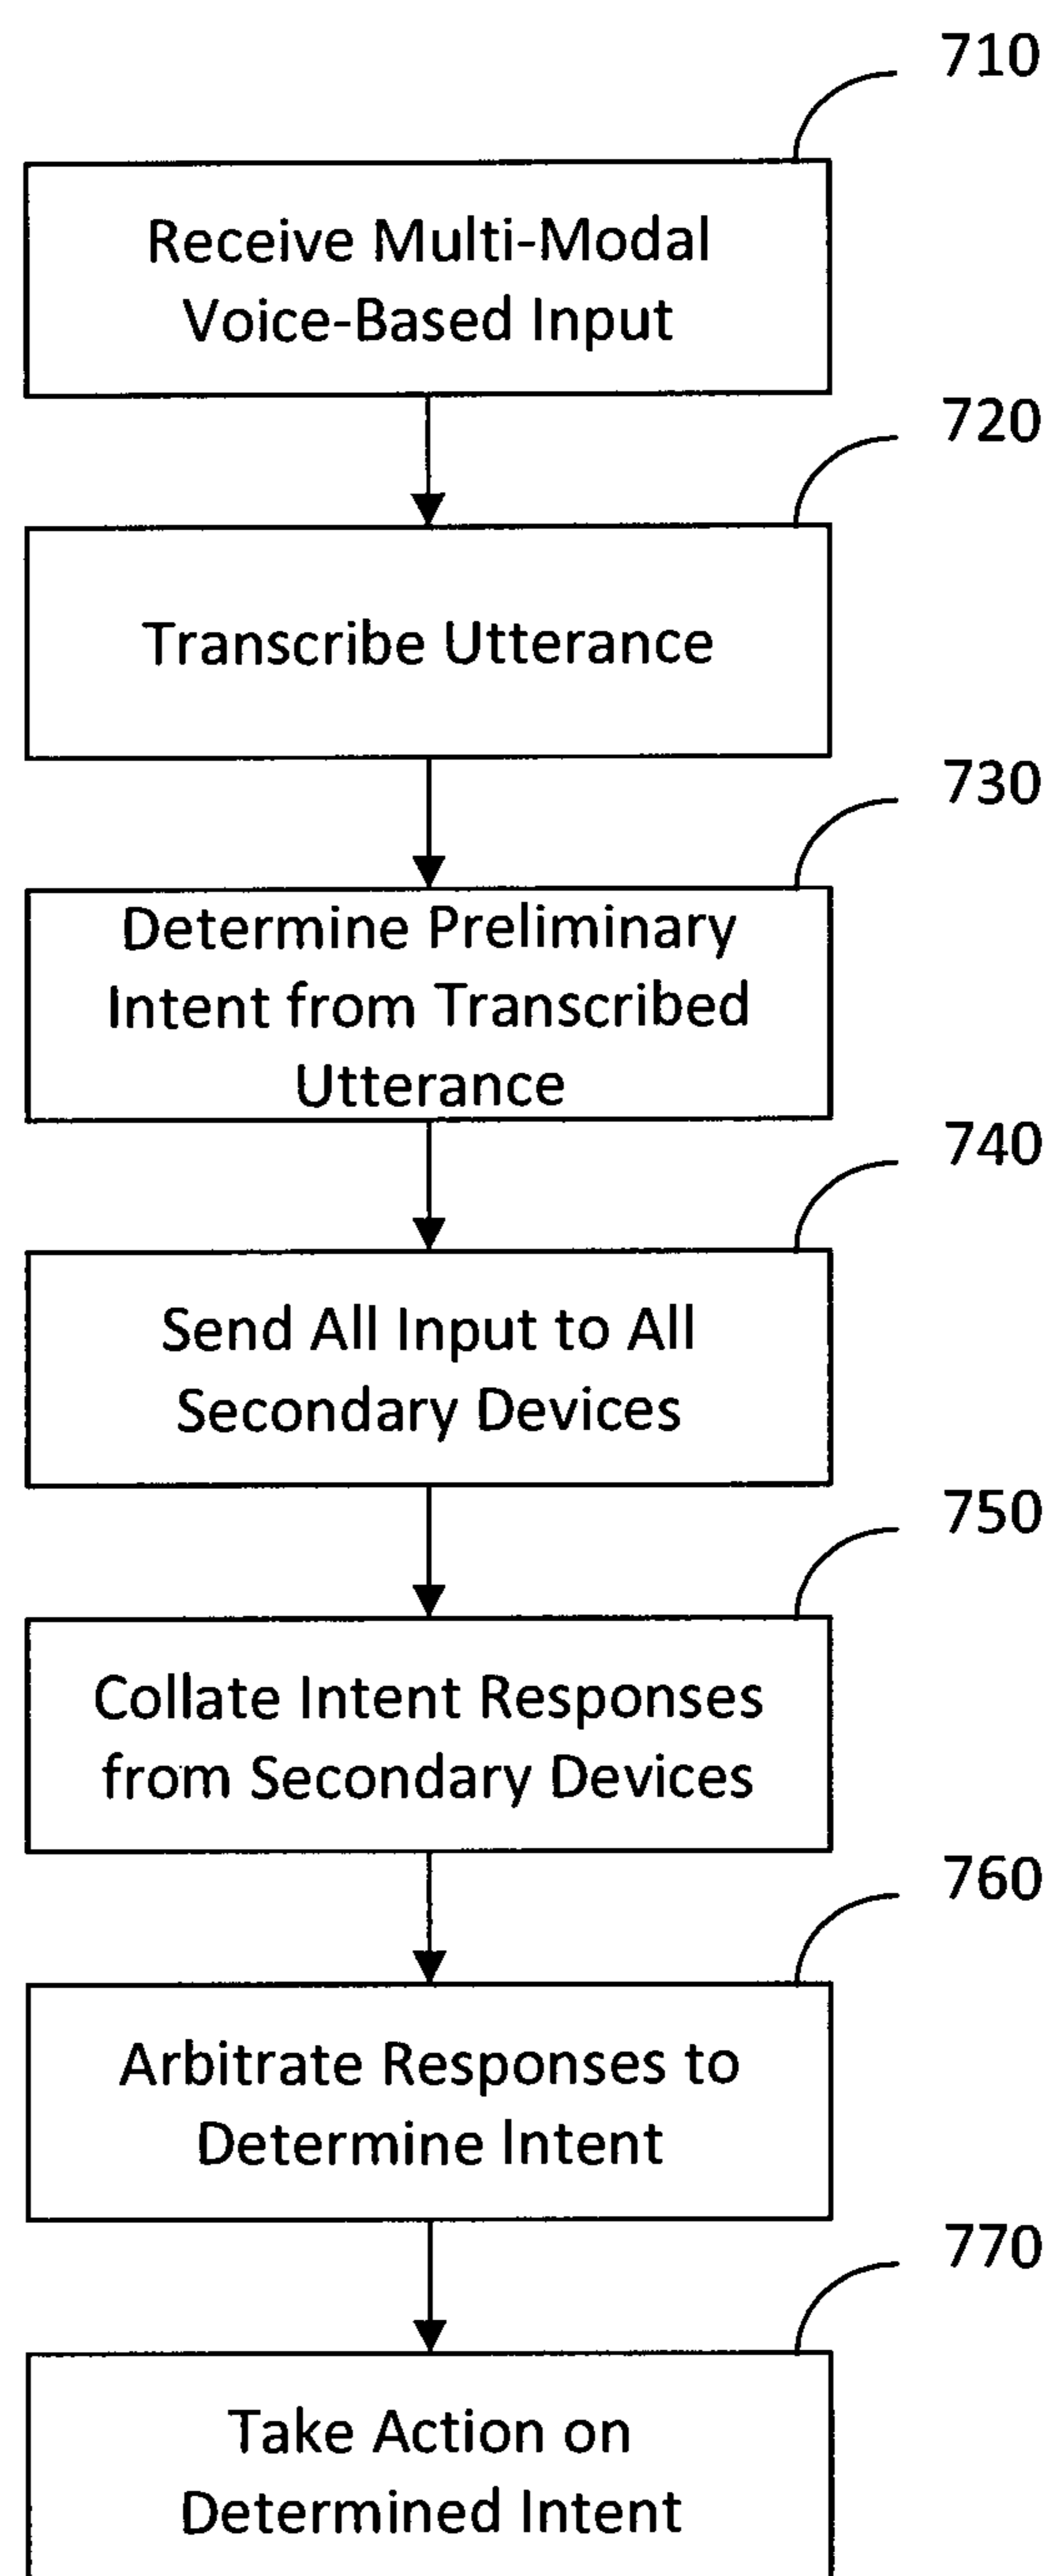 710
Receive Multi-Modal
Voice-Based Input
720
Transcribe Utterance
730
Determine Preliminary
Intent from Transcribed
Utterance
740
Send All Input to All
Secondary Devices
750
Collate Intent Responses
from Secondary Devices
760
Arbitrate Responses to
Determine Intent
770
Take Action on
Determined Intent